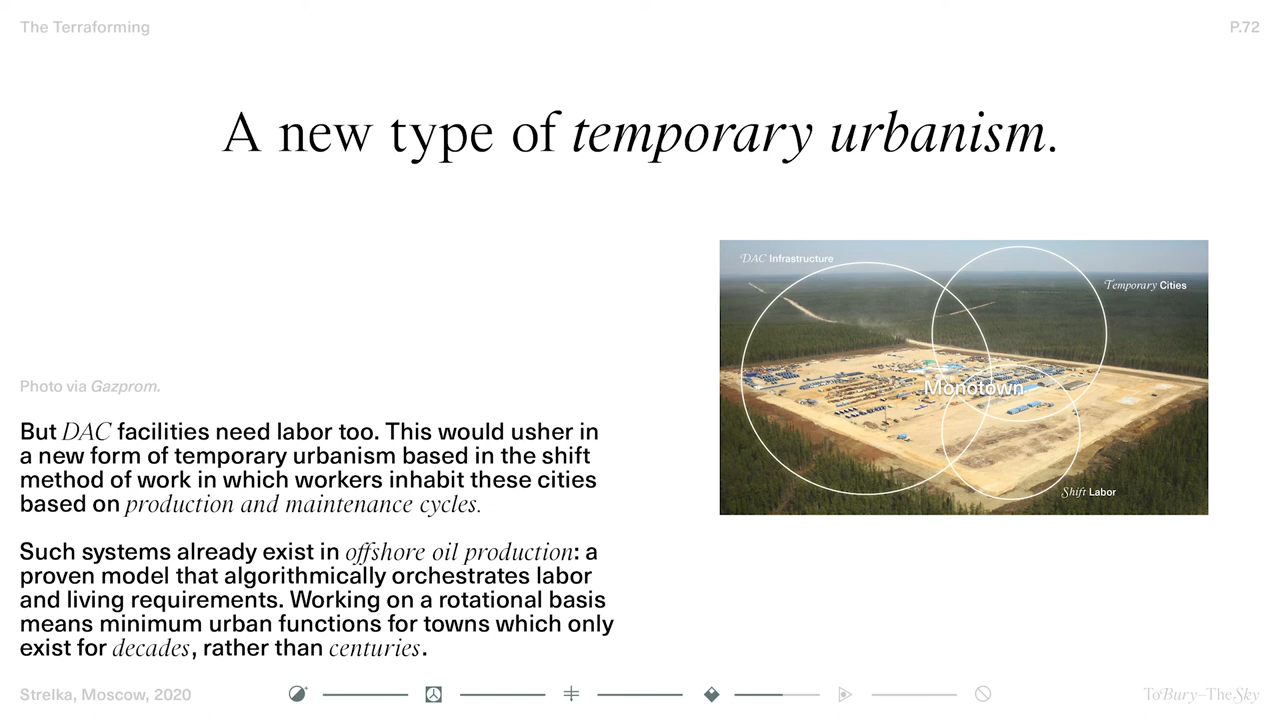 The Terraforming
P.72
A new type of temporary urbanism.
DAC Infrastructure
Temporary Cities
Monotown
Shift Labor
Photo via Gazprom.
But DAC facilities need labor too. This would usher in
a new form of temporary urbanism based in the shift
method of work in which workers inhabit these cities
based on production and maintenance cycles.
Such systems already exist in offshore oil production: a
proven model that algorithmically orchestrates labor
and living requirements. Working on a rotational basis
means minimum urban functions for towns which only
exist for decades, rather than centuries.
Strelka, Moscow, 2020
To Bury–The Sky